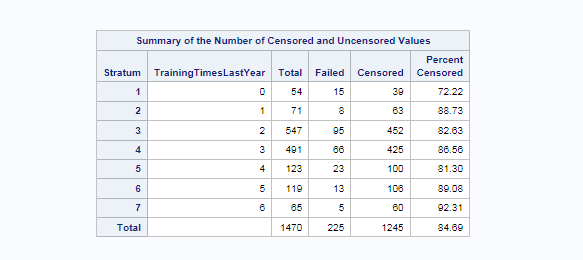 Summary of the Number of Censored and Uncensored Values
Stratum TrainingTimesLastYear Total Failed Censored Percent Censored
1 0 54 15 39 72.22
2 1 71 8 63 88.73
3 2 547 95 452 82.63
4 3 491 66 425 86.56
5 4 123 23 100 81.30
6 5 119 13 106 89.08
7 6 65 5 60 92.31
Total 1470 225 1245 84.69